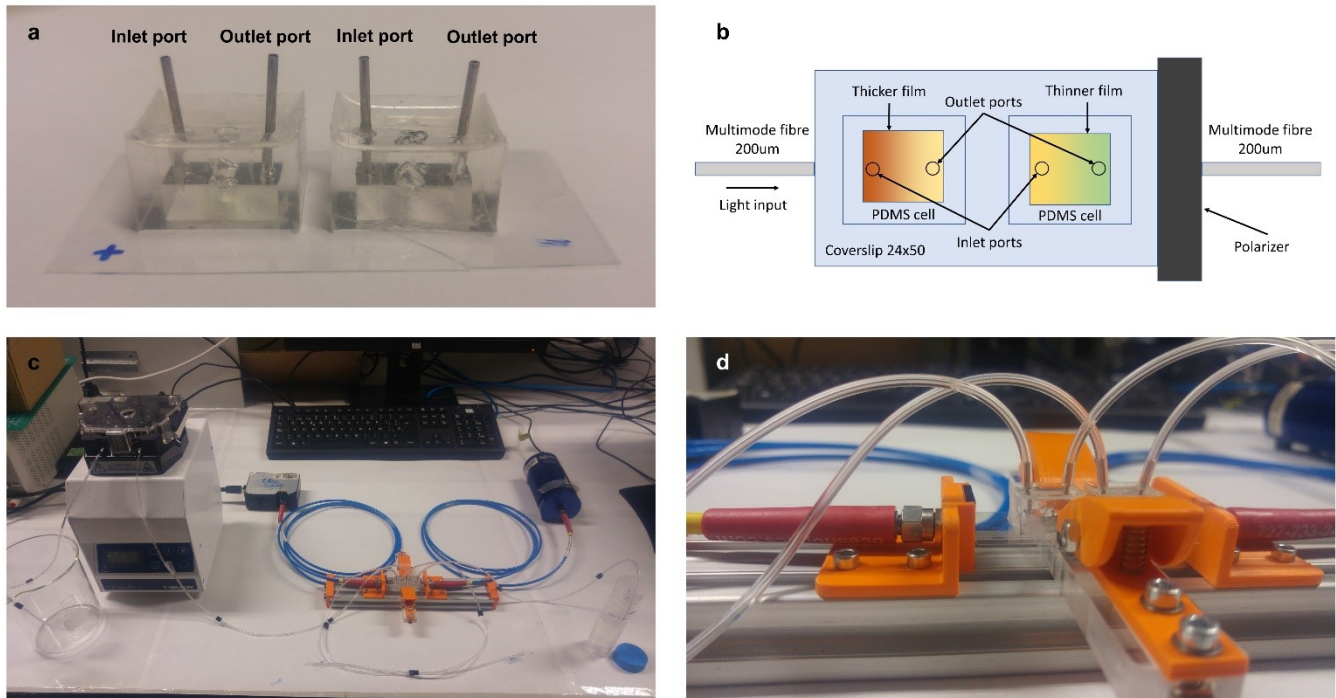 a
Inlet port
Outlet port
Inlet port
Outlet port
b
Thicker film
Outlet ports
Thinner film
Multimode fibre
200um
Multimode fibre
200um
Light input
PDMS cell
PDMS cell
Inlet ports
Coverslip 24x50
Polarizer
c
d